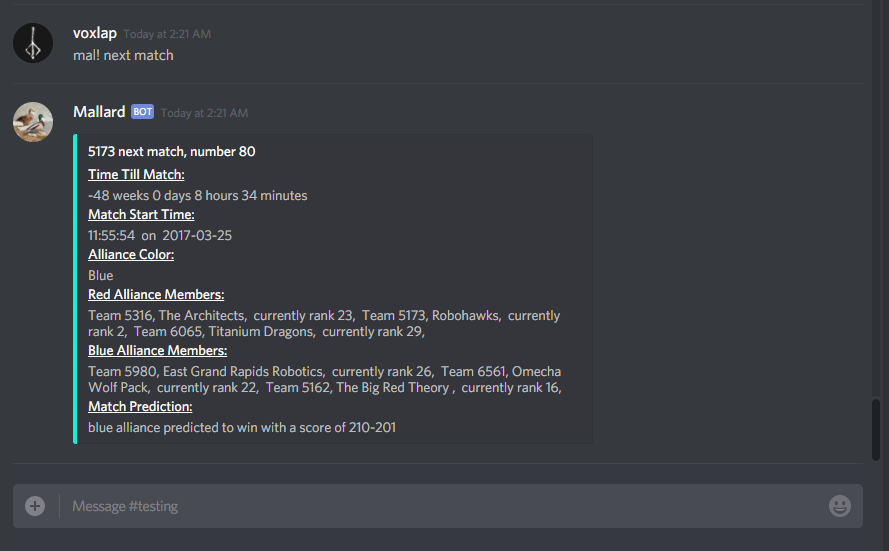 voxlap Today at 2:21 AM
mal! next match
Mallard BOT Today at 2:21 AM
5173 next match, number 80
Time Till Match:
-48 weeks 0 days 8 hours 34 minutes
Match Start Time:
11:55:54 on 2017-03-25
Alliance Color:
Blue
Red Alliance Members:
Team 5316, The Architects, currently rank 23, Team 5173, Robohawks, currently
rank 2, Team 6065, Titanium Dragons, currently rank 29,
Blue Alliance Members:
Team 5980, East Grand Rapids Robotics, currently rank 26, Team 6561, Omecha
Wolf Pack, currently rank 22, Team 5162, The Big Red Theory , currently rank 16,
Match Prediction:
blue alliance predicted to win with a score of 210-201
Message #testing